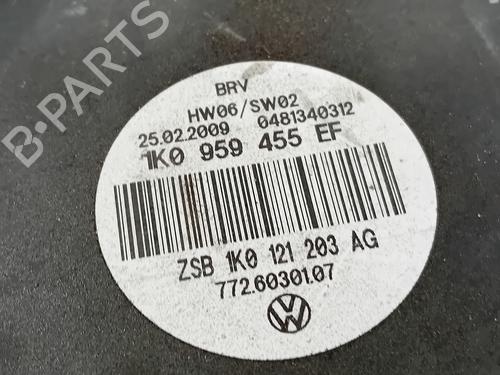 B-PARTS
BRV
HW06/SW02
25.02.2009 0481340312
1K0 959 455 EF
ZSB 1K0 121 203 AG
772.60301.07